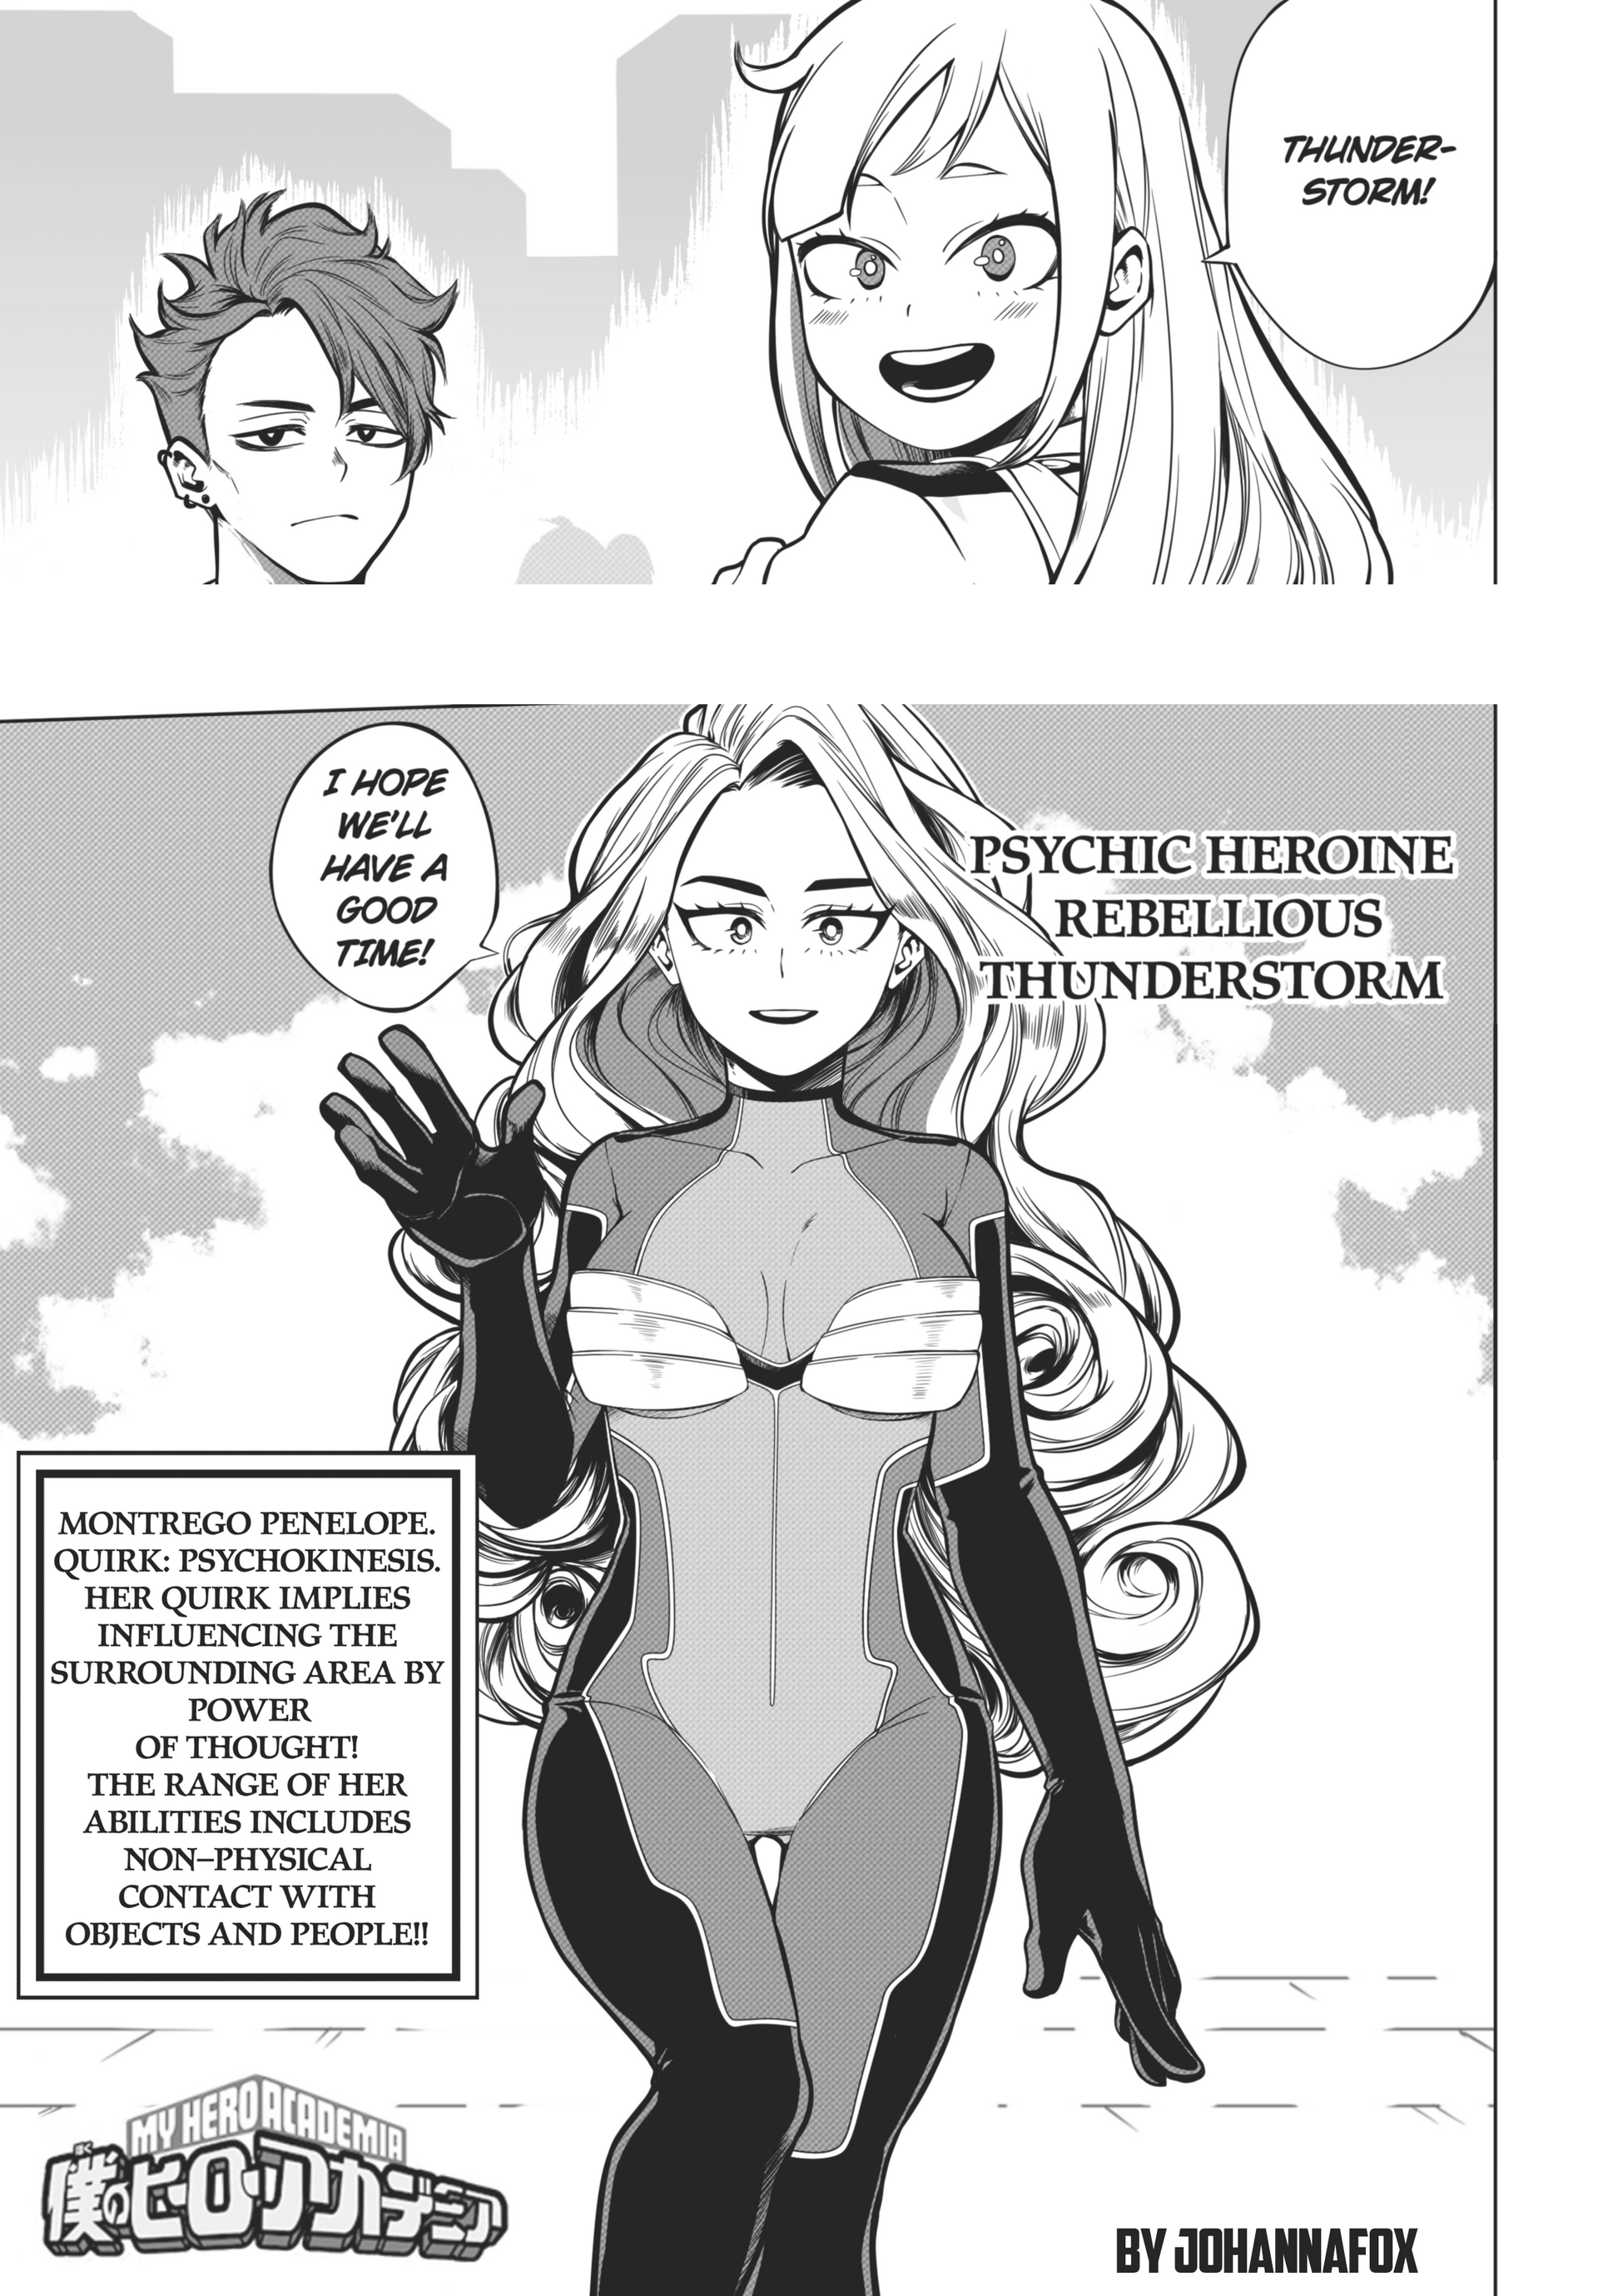 THUNDER-
STORM!
I HOPE
WE'LL
HAVE A
GOOD
TIME!
PSYCHIC HEROINE
REBELLIOUS
THUNDERSTORM
MONTREGO PENELOPE.
QUIRK: PSYCHOKINESIS.
HER QUIRK IMPLIES
INFLUENCING THE
SURROUNDING AREA BY
POWER
OF THOUGHT!
THE RANGE OF HER
ABILITIES INCLUDES
NON–PHYSICAL
CONTACT WITH
OBJECTS AND PEOPLE!!
MY HERO ACADEMIA
ぼく
僕のヒーローアカデミア
BY JOHANNAFOX